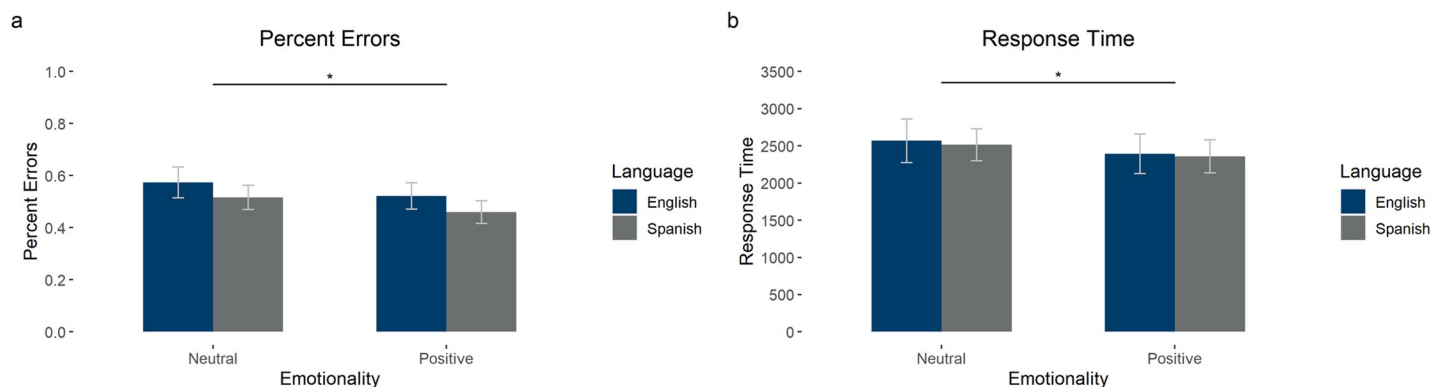 a
Percent Errors
*
1.0
0.8
0.6
0.4
0.2
0.0
Percent Errors
Neutral
Positive
Emotionality
Language
English
Spanish
b
Response Time
*
3500
3000
2500
2000
1500
1000
500
0
Response Time
Neutral
Positive
Emotionality
Language
English
Spanish